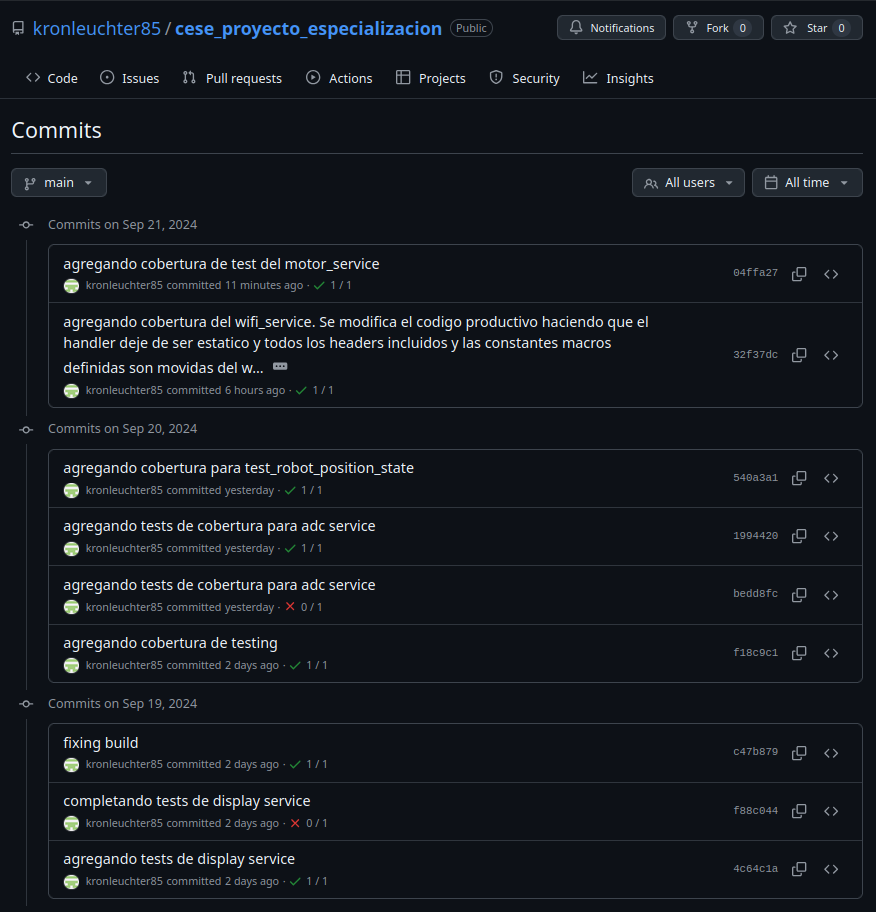 kronleuchter85 / cese_proyecto_especializacion Public Notifications Fork 0 Star 0
Code Issues Pull requests Actions Projects Security Insights
Commits
main All users All time
Commits on Sep 21, 2024
agregando cobertura de test del motor_service
kronleuchter85 committed 11 minutes ago · 1 / 1
04ffa27
agregando cobertura del wifi_service. Se modifica el codigo productivo haciendo que el
handler deje de ser estatico y todos los headers incluidos y las constantes macros
definidas son movidas del w...
kronleuchter85 committed 6 hours ago · 1 / 1
32f37dc
Commits on Sep 20, 2024
agregando cobertura para test_robot_position_state
kronleuchter85 committed yesterday · 1 / 1
540a3a1
agregando tests de cobertura para adc service
kronleuchter85 committed yesterday · 1 / 1
1994420
agregando tests de cobertura para adc service
kronleuchter85 committed yesterday · 0 / 1
bedd8fc
agregando cobertura de testing
kronleuchter85 committed 2 days ago · 1 / 1
f18c9c1
Commits on Sep 19, 2024
fixing build
kronleuchter85 committed 2 days ago · 1 / 1
c47b879
completando tests de display service
kronleuchter85 committed 2 days ago · 0 / 1
f88c044
agregando tests de display service
kronleuchter85 committed 2 days ago · 1 / 1
4c64c1a